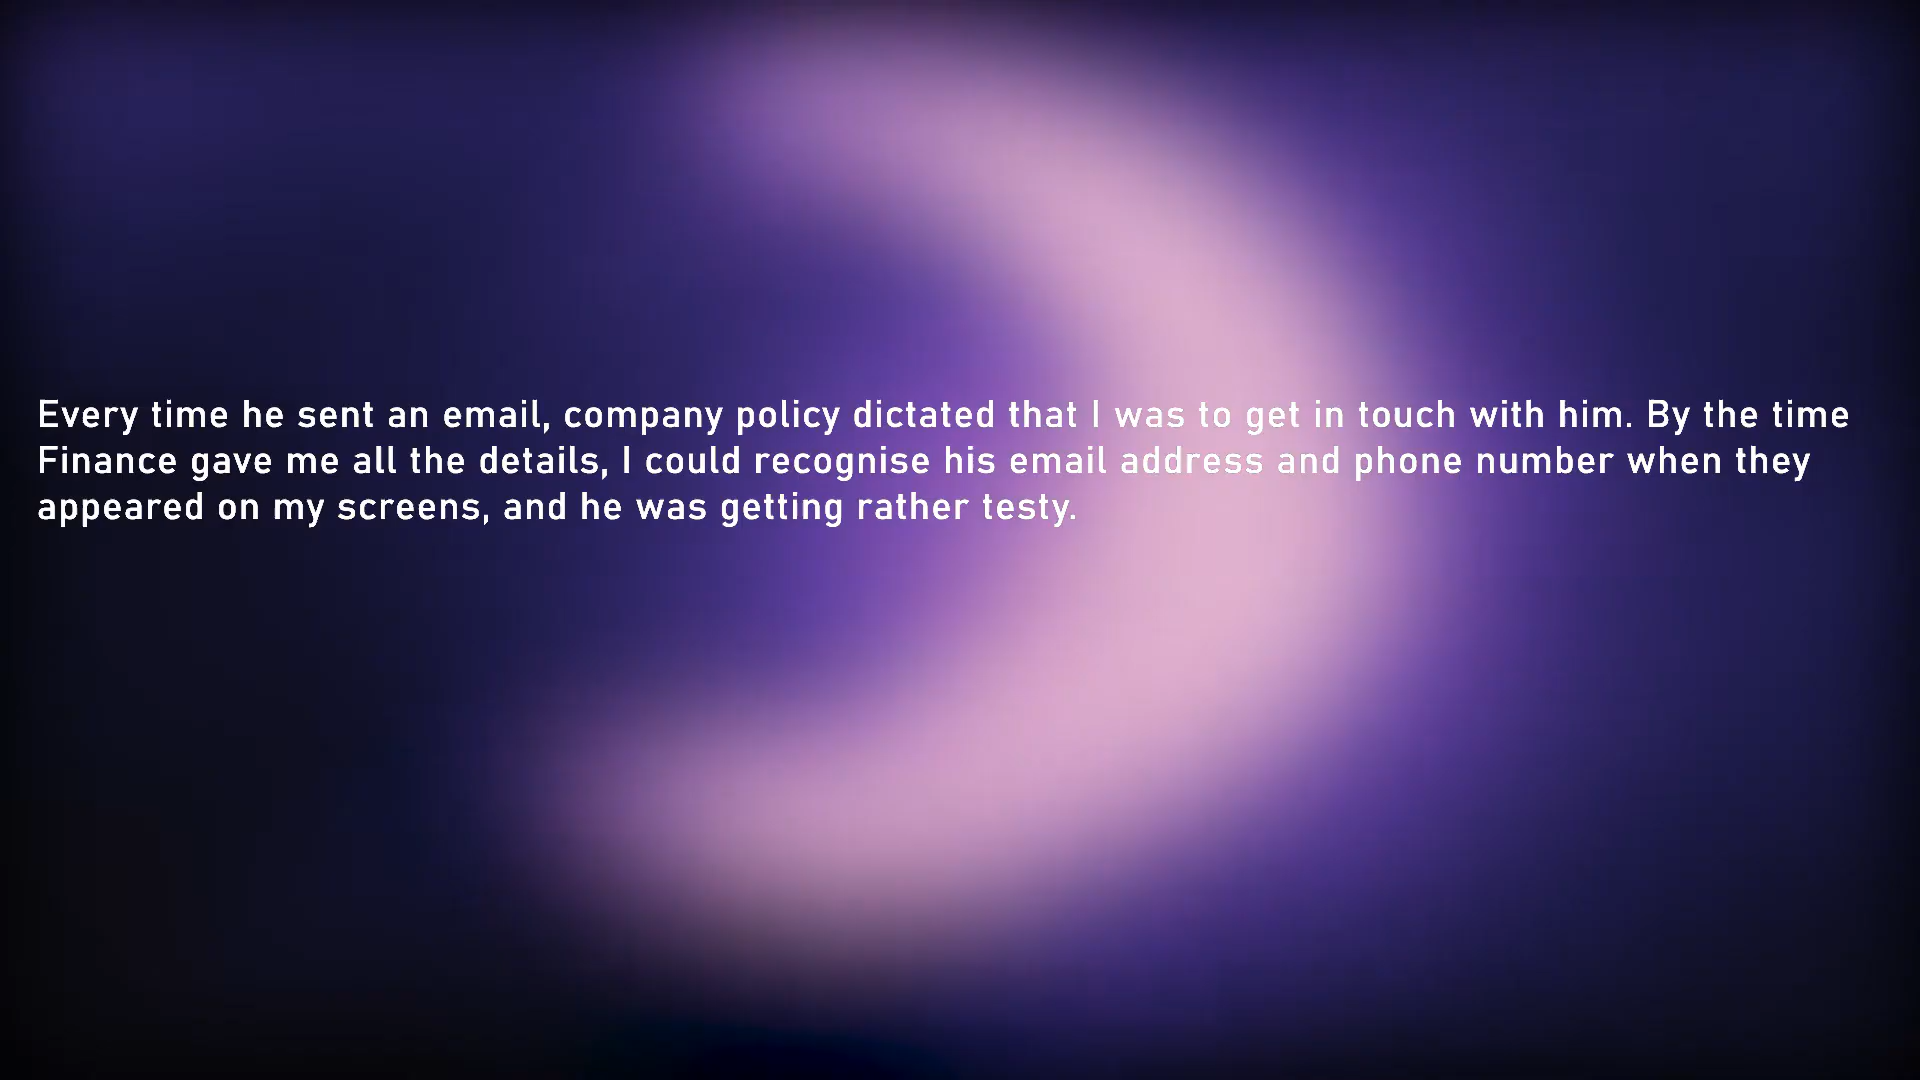 Every time he sent an email, company policy dictated that I was to get in touch with him. By the time
Finance gave me all the details, I could recognise his email address and phone number when they
appeared on my screens, and he was getting rather testy.